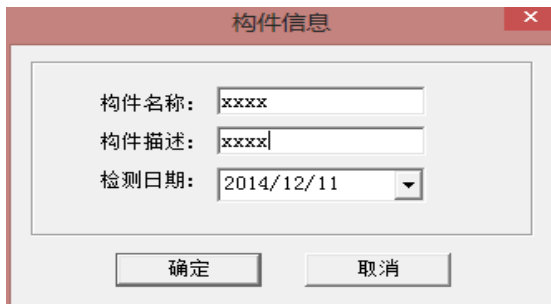 构件信息
构件名称： xxxx
构件描述： xxxx
检测日期： 2014/12/11
确定 取消